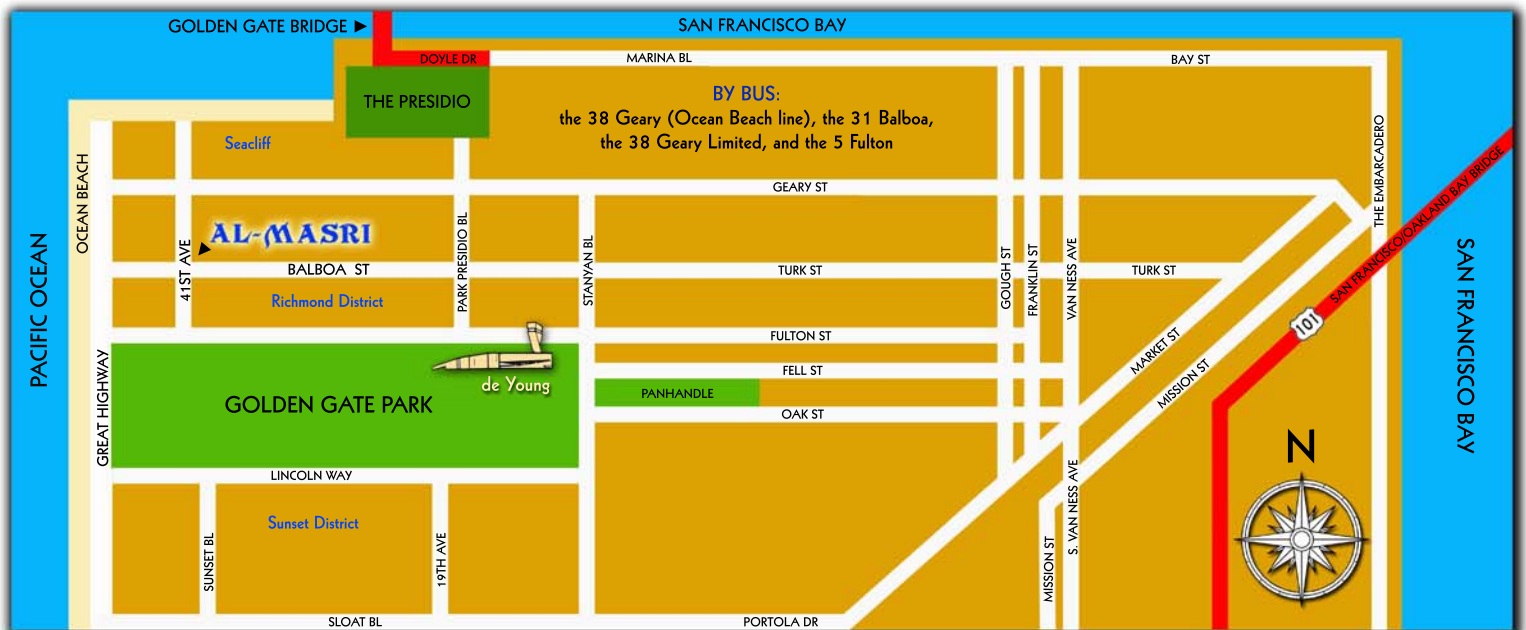 GOLDEN GATE BRIDGE
SAN FRANCISCO BAY
DOYLE DR
MARINA BL
BAY ST
THE PRESIDIO
BY BUS:
the 38 Geary (Ocean Beach line), the 31 Balboa,
the 38 Geary Limited, and the 5 Fulton
Seacliff
OCEAN BEACH
THE EMBARCADERO
SAN FRANCISCO/OAKLAND BAY BRIDGE
GEARY ST
AL-MASRI
41ST AVE
PARK PRESIDIO BL
STANYAN BL
GOUGH ST
FRANKLIN ST
VAN NESS AVE
BALBOA ST
TURK ST
TURK ST
PACIFIC OCEAN
SAN FRANCISCO BAY
Richmond District
101
FULTON ST
MARKET ST
MISSION ST
FELL ST
de Young
PANHANDLE
GREAT HIGHWAY
GOLDEN GATE PARK
OAK ST
N
LINCOLN WAY
S. VAN NESS AVE
Sunset District
SUNSET BL
19TH AVE
MISSION ST
SLOAT BL
PORTOLA DR